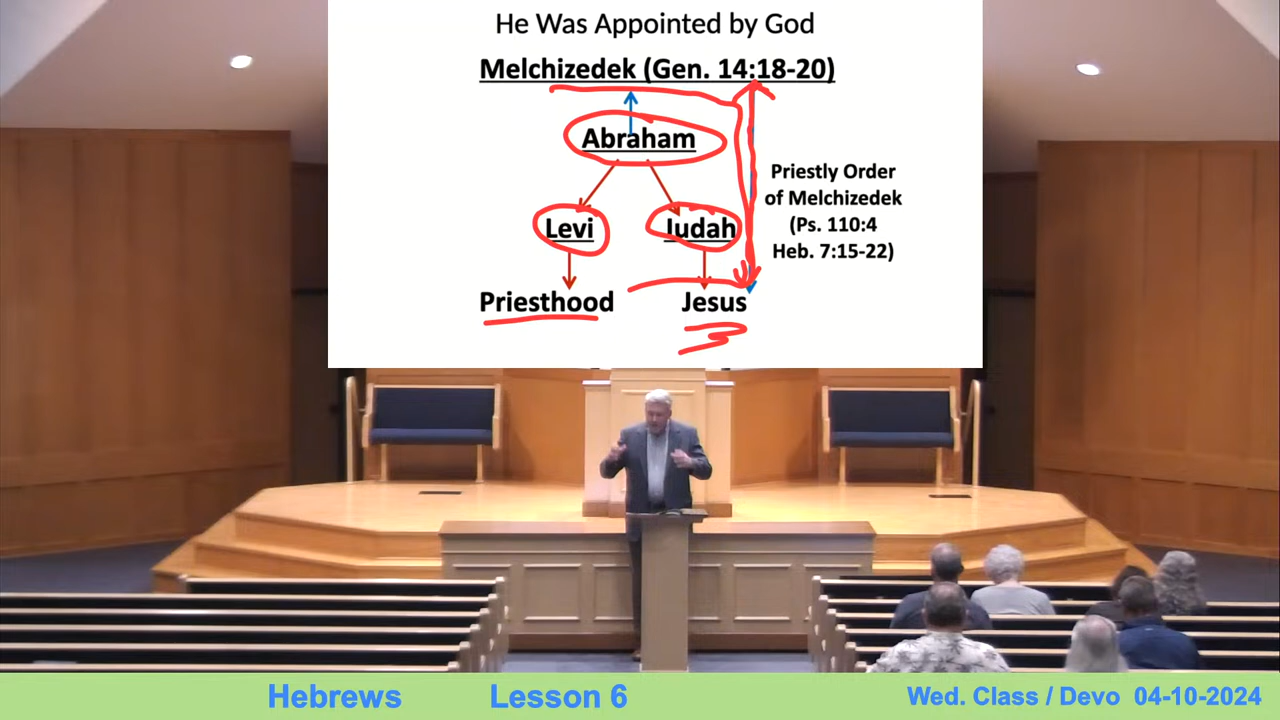 He Was Appointed by God
Melchizedek (Gen. 14:18-20)
Abraham
Priestly Order
of Melchizedek
(Ps. 110:4
Heb. 7:15-22)
Levi
Judah
Priesthood
Jesus
Hebrews
Lesson 6
Wed. Class / Devo 04-10-2024